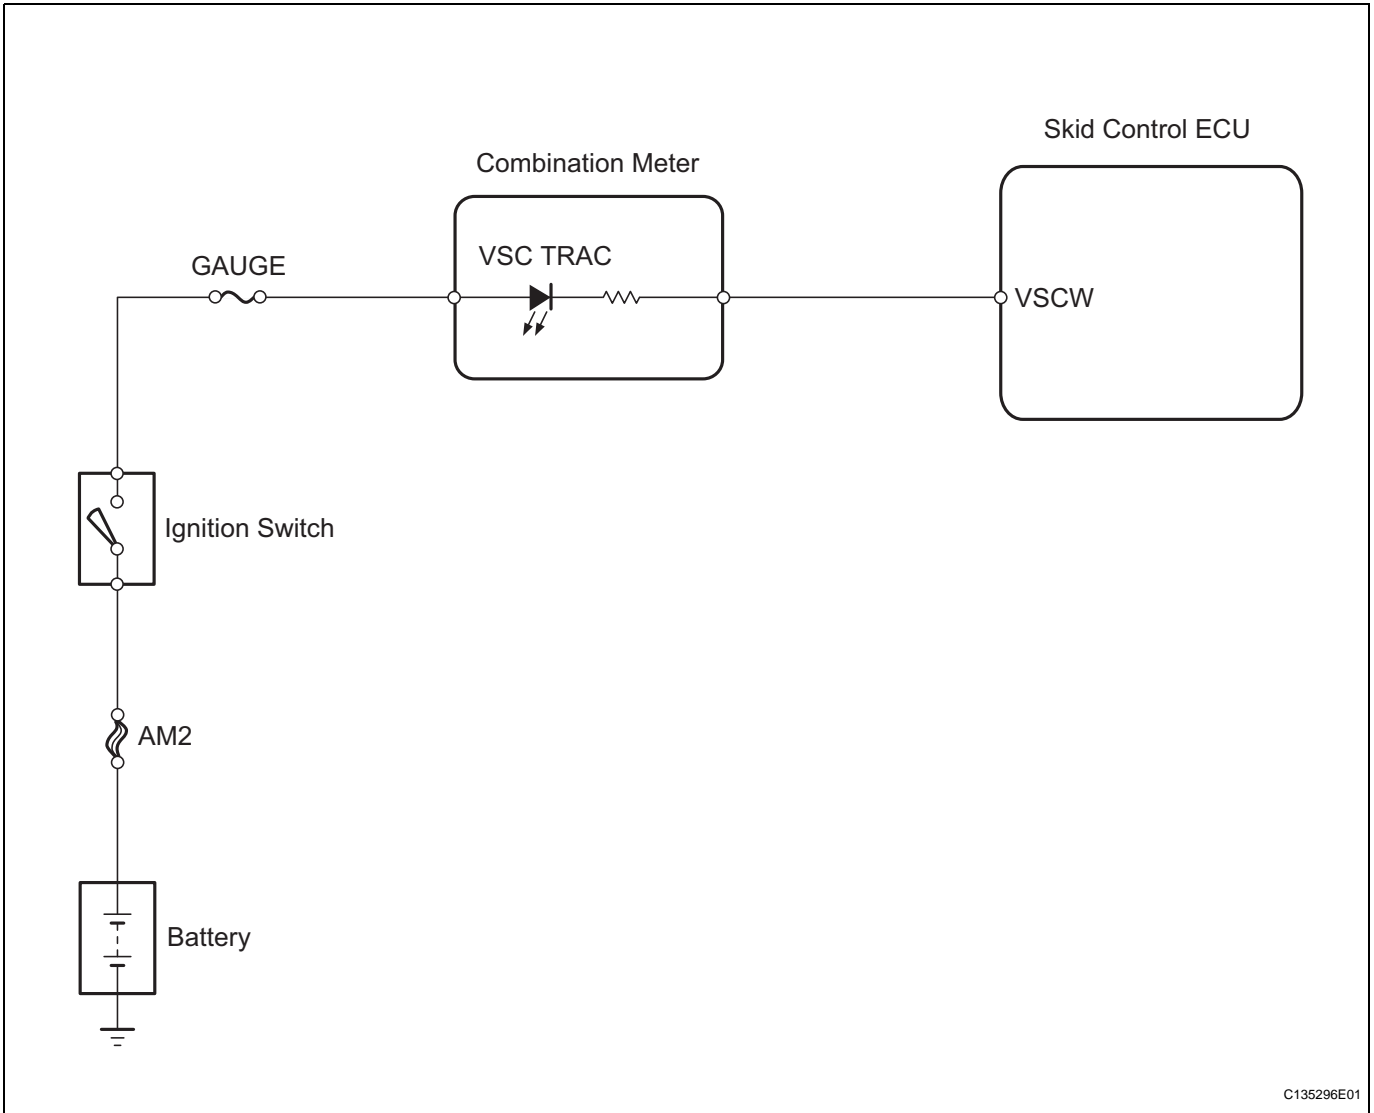 Skid Control ECU
Combination Meter
VSC TRAC
GAUGE
VSCW
Ignition Switch
AM2
Battery
C135296E01